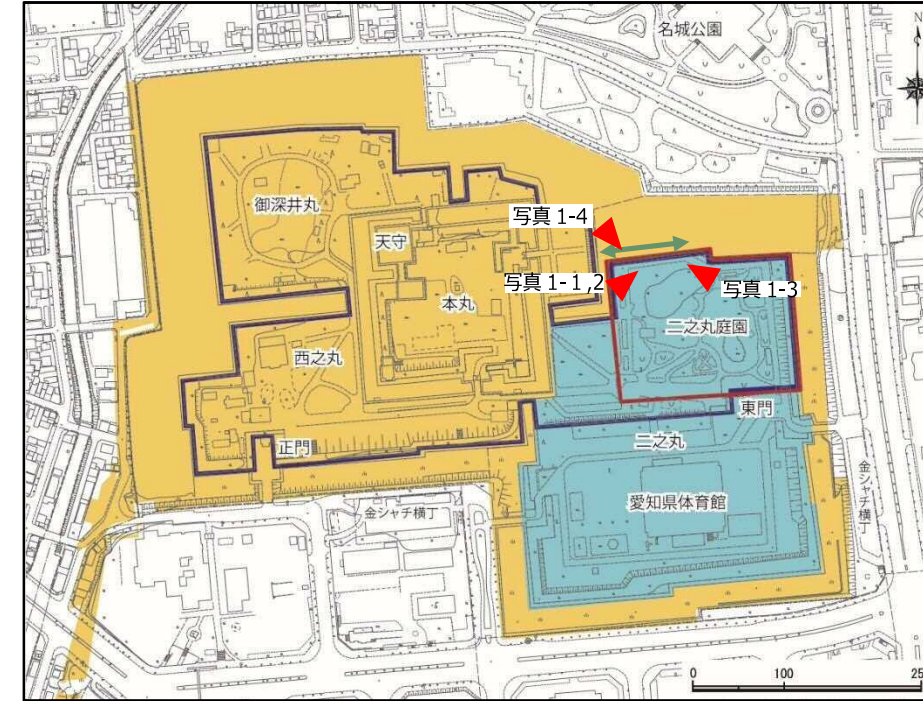 名城公園
御深井丸
写真 1-4
天守
写真 1-1 ,2
写真 1-3
本丸
二之丸庭園
西之丸
東門
二之丸
正門
愛知県体育館
金シャチ横丁
金シャチ横丁
0 100 25